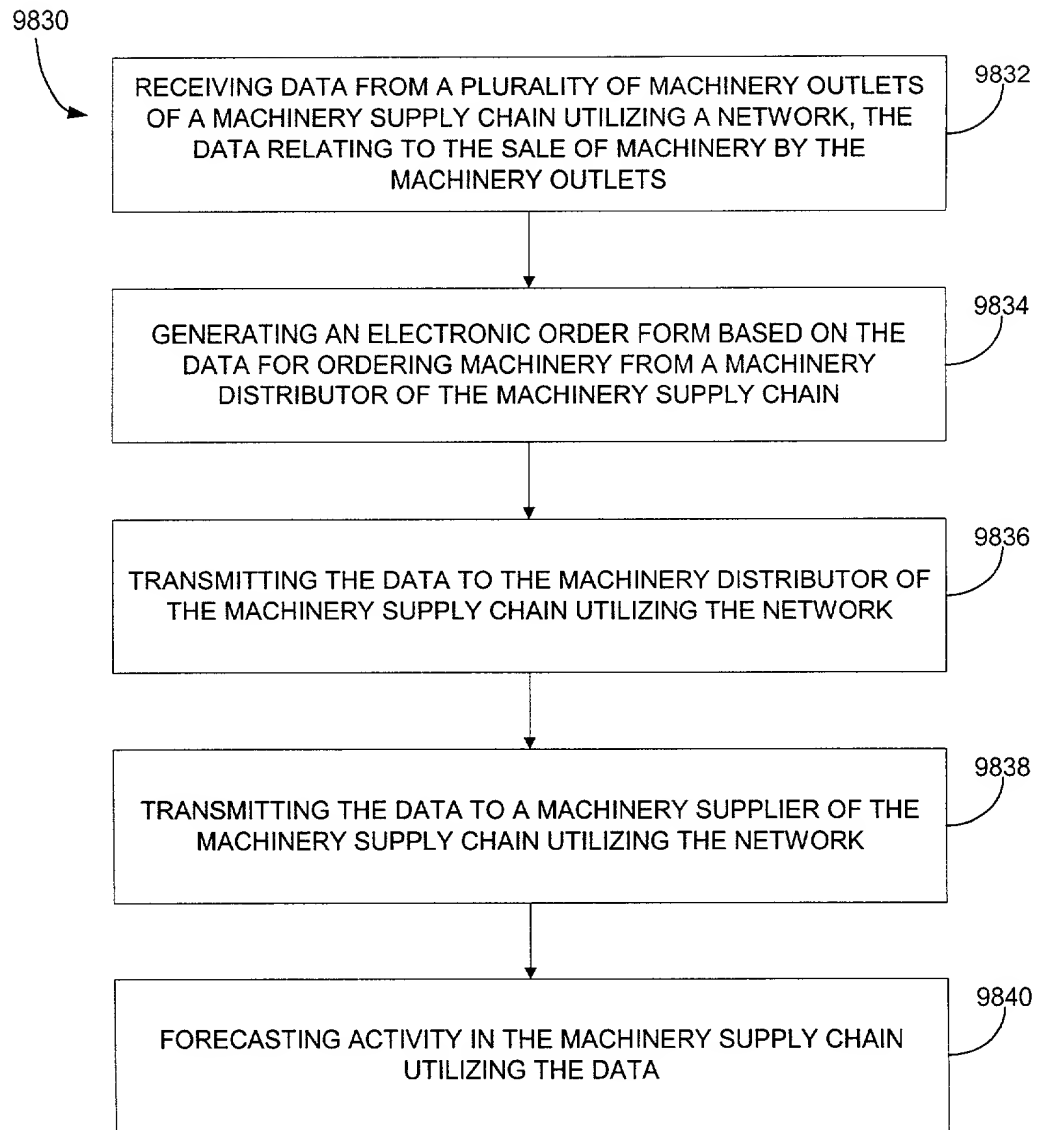 9830
9832
RECEIVING DATA FROM A PLURALITY OF MACHINERY OUTLETS
OF A MACHINERY SUPPLY CHAIN UTILIZING A NETWORK, THE
DATA RELATING TO THE SALE OF MACHINERY BY THE
MACHINERY OUTLETS
9834
GENERATING AN ELECTRONIC ORDER FORM BASED ON THE
DATA FOR ORDERING MACHINERY FROM A MACHINERY
DISTRIBUTOR OF THE MACHINERY SUPPLY CHAIN
9836
TRANSMITTING THE DATA TO THE MACHINERY DISTRIBUTOR OF
THE MACHINERY SUPPLY CHAIN UTILIZING THE NETWORK
9838
TRANSMITTING THE DATA TO A MACHINERY SUPPLIER OF THE
MACHINERY SUPPLY CHAIN UTILIZING THE NETWORK
9840
FORECASTING ACTIVITY IN THE MACHINERY SUPPLY CHAIN
UTILIZING THE DATA